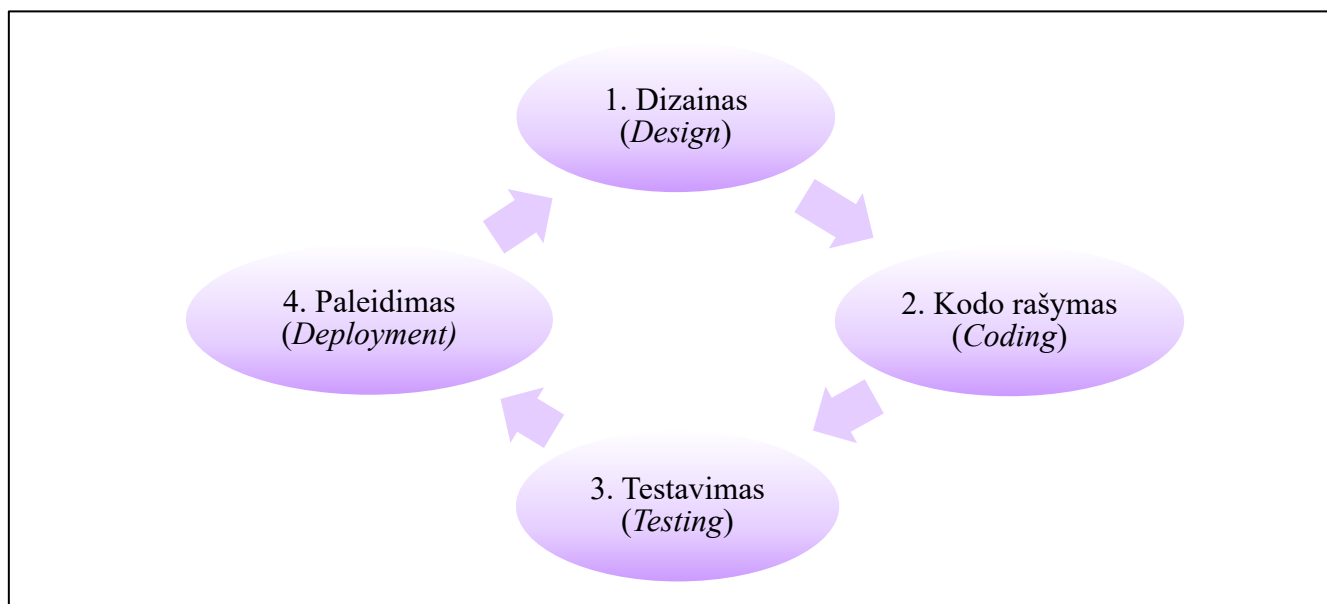 1. Dizainas
(Design)
4. Paleidimas
(Deployment)
2. Kodo rašymas
(Coding)
3. Testavimas
(Testing)